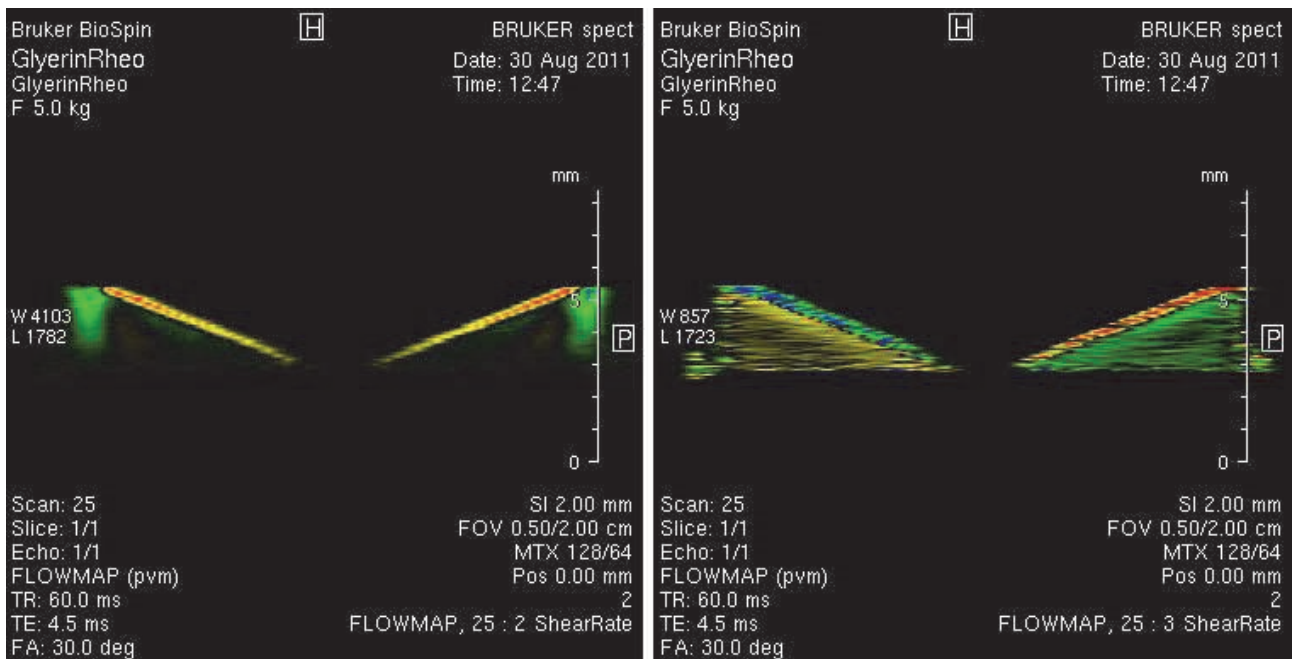 Bruker BioSpin
H
BRUKER spect
GlyerinRheo
Date: 30 Aug 2011
GlyerinRheo
Time: 12:47
F 5.0 kg
mm
5
W 4103
L 1782
P
0
Scan: 25
SI 2.00 mm
Slice: 1/1
FOV 0.50/2.00 cm
Echo: 1/1
MTX 128/64
FLOWMAP (pvm)
Pos 0.00 mm
TR: 60.0 ms
2
TE: 4.5 ms
FLOWMAP, 25 : 2 ShearRate
FA: 30.0 deg
Bruker BioSpin
H
BRUKER spect
GlyerinRheo
Date: 30 Aug 2011
GlyerinRheo
Time: 12:47
F 5.0 kg
mm
5
W 857
L 1723
P
0
Scan: 25
SI 2.00 mm
Slice: 1/1
FOV 0.50/2.00 cm
Echo: 1/1
MTX 128/64
FLOWMAP (pvm)
Pos 0.00 mm
TR: 60.0 ms
2
TE: 4.5 ms
FLOWMAP, 25 : 3 ShearRate
FA: 30.0 deg